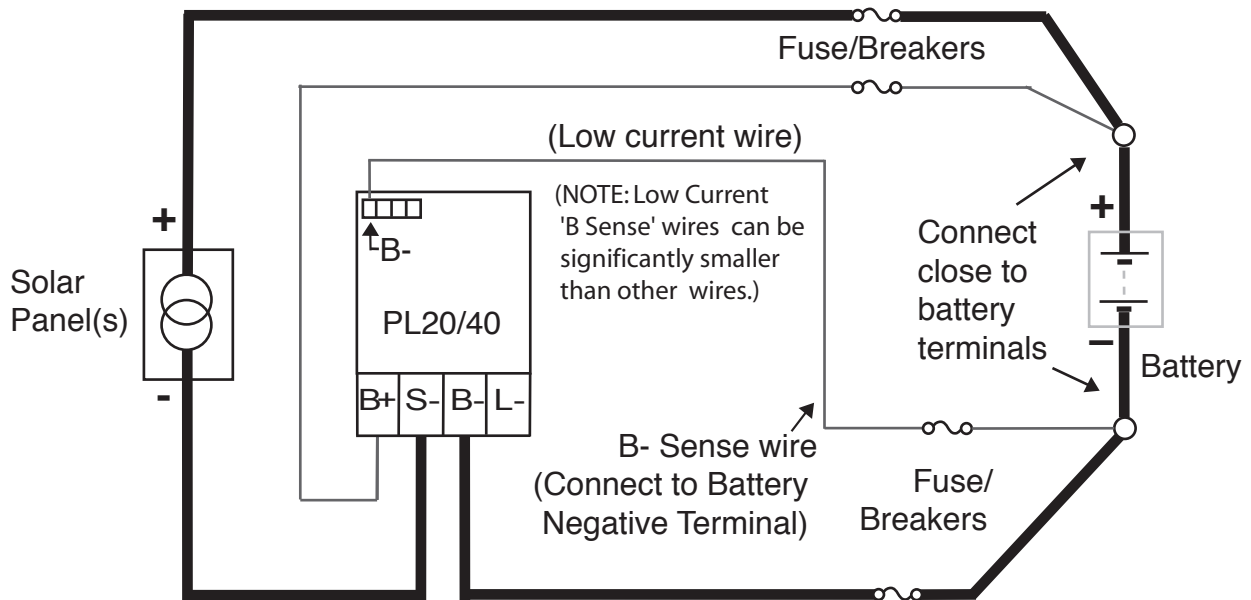 Fuse/Breakers
(Low current wire)
(NOTE: Low Current
'B Sense' wires can be
significantly smaller
than other wires.)
+
B-
Solar
Panel(s)
PL20/40
-
B+ S- B- L-
Connect
close to
battery
terminals
+
–
Battery
B- Sense wire
(Connect to Battery
Negative Terminal)
Fuse/
Breakers